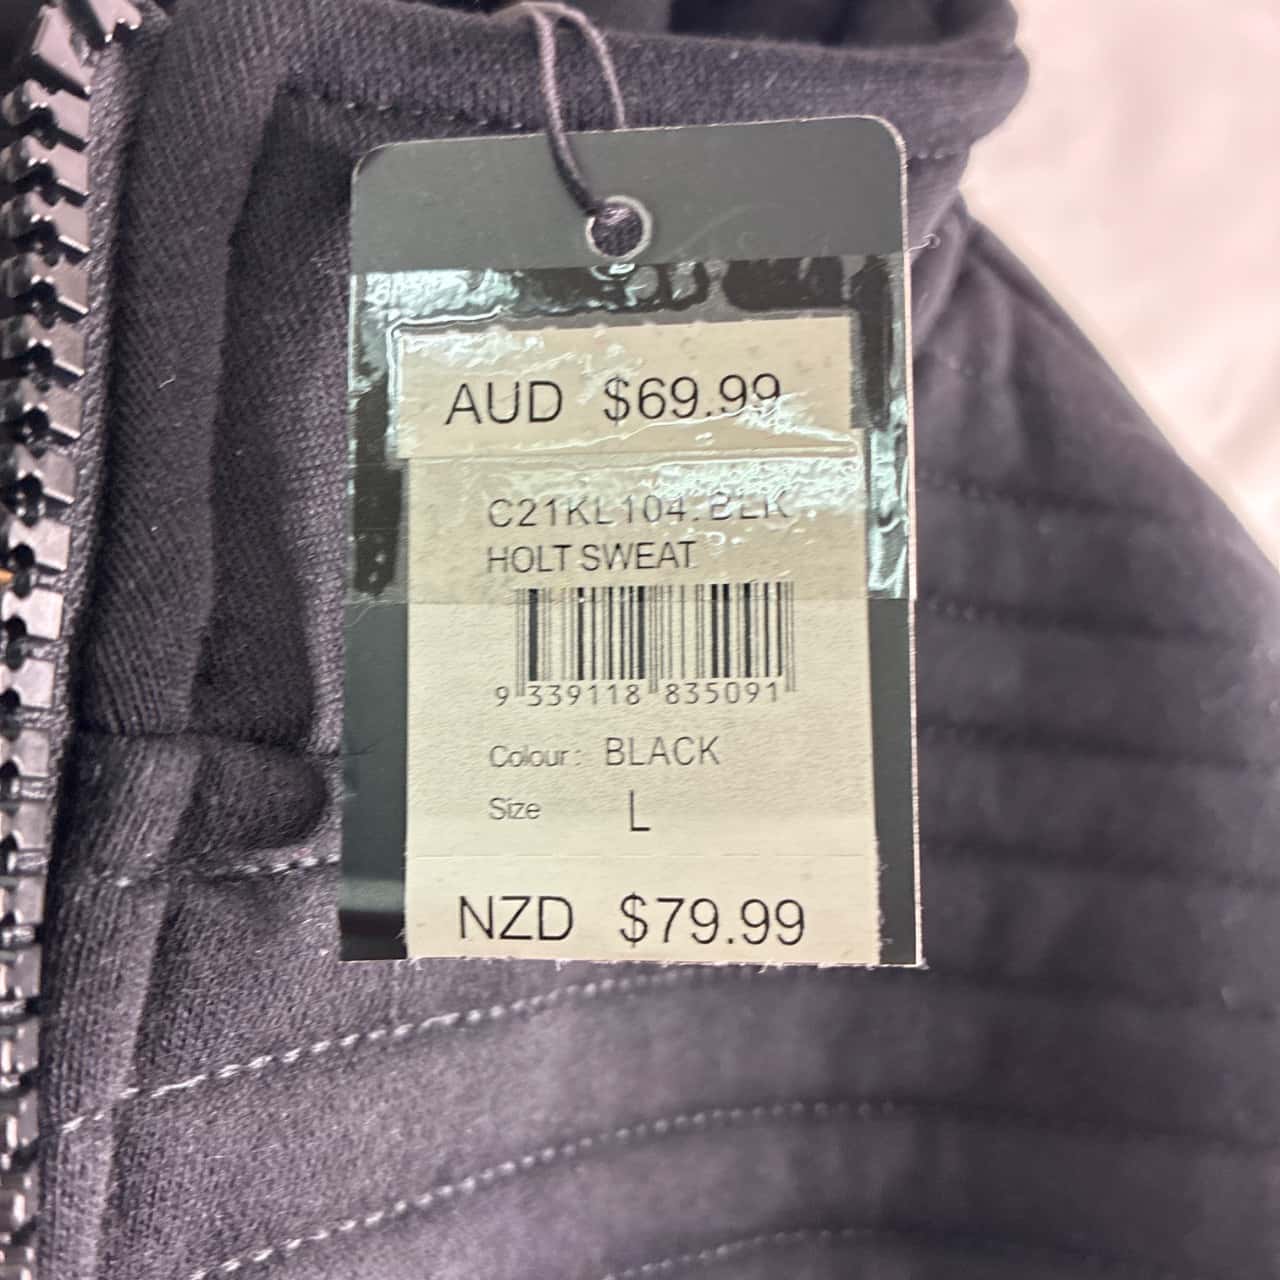 AUD $69.99
C21KL104.BLK
HOLT SWEAT
9 339118 835091
Colour: BLACK
Size L
NZD $79.99